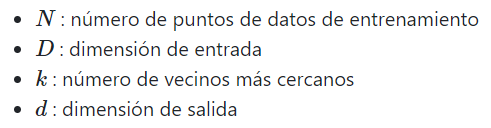 • N : número de puntos de datos de entrenamiento
• D : dimensión de entrada
• k : número de vecinos más cercanos
• d : dimensión de salida